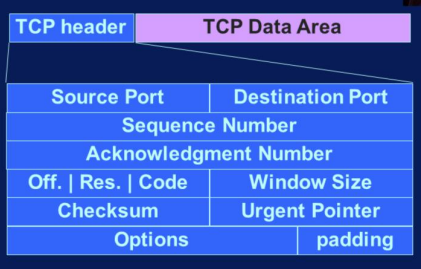 TCP header TCP Data Area
Source Port Destination Port
Sequence Number
Acknowledgment Number
Off. | Res. | Code Window Size
Checksum Urgent Pointer
Options padding